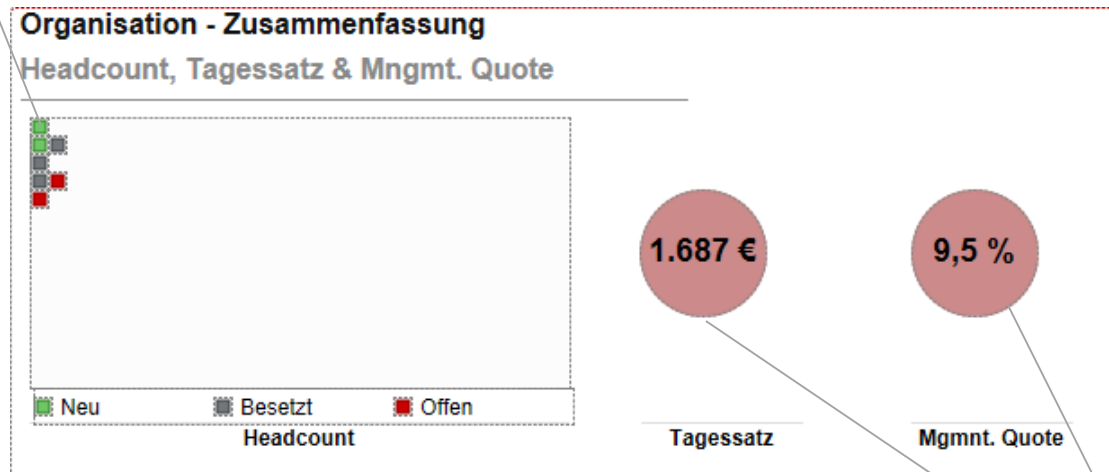 Organisation - Zusammenfassung
Headcount, Tagessatz & Mngmt. Quote
1.687 €
9,5 %
Neu
Besetzt
Offen
Headcount
Tagessatz
Mgmnt. Quote